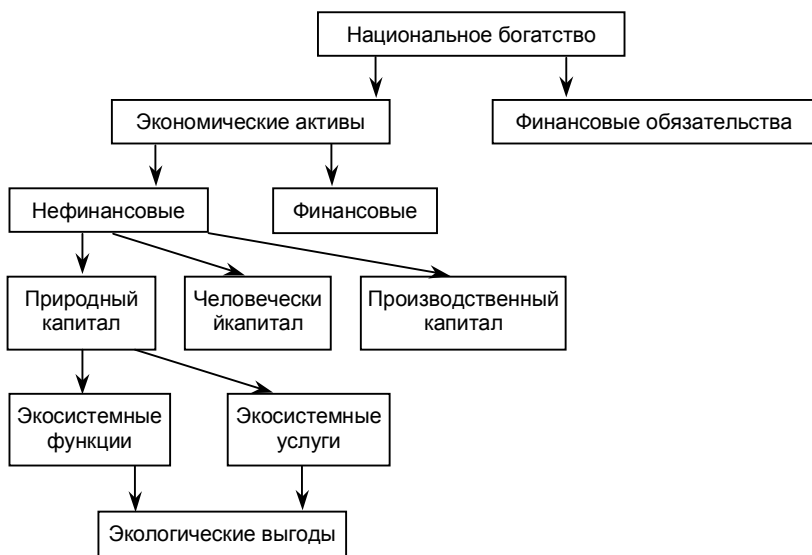 Национальное богатство
Экономические активы
Финансовые обязательства
Нефинансовые
Финансовые
Природный
капитал
Человечески
йкапитал
Производственный
капитал
Экосистемные
функции
Экосистемные
услуги
Экологические выгоды